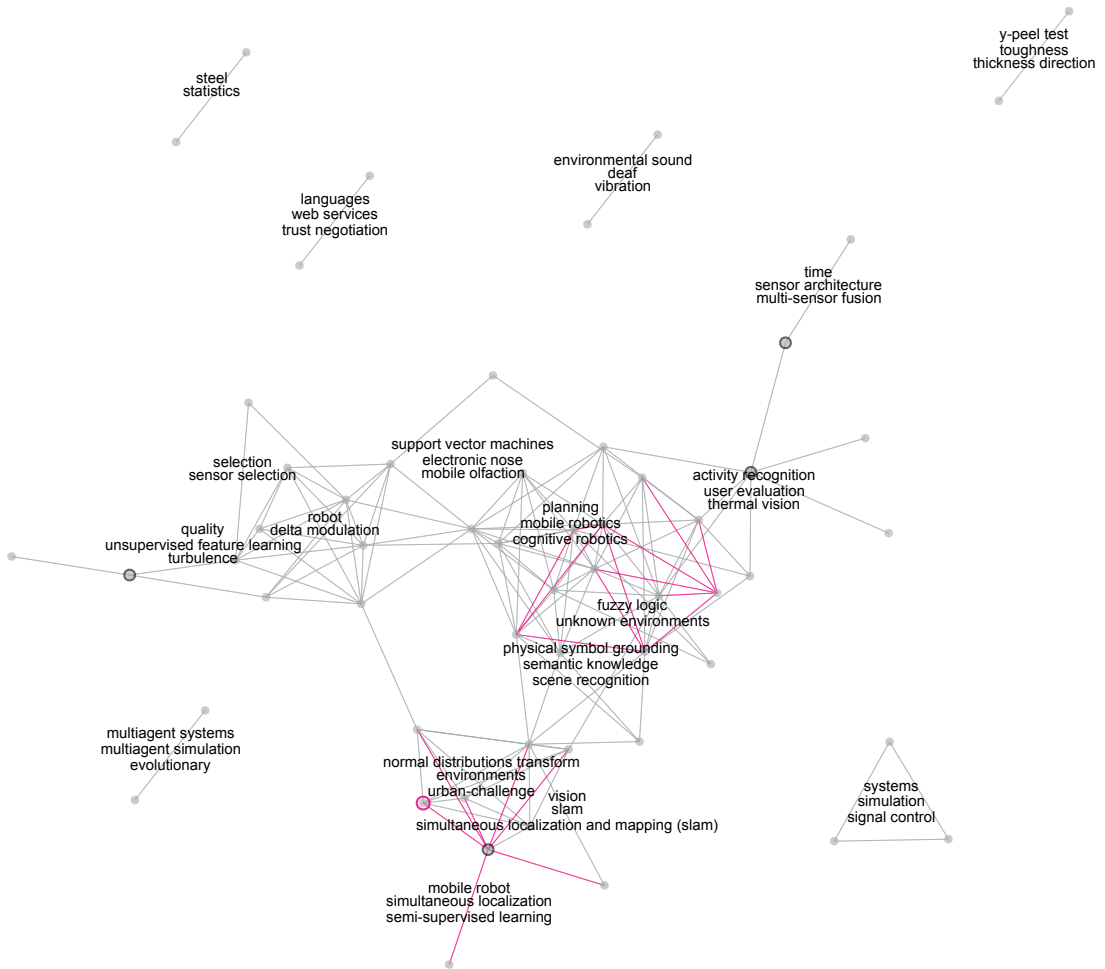 y-peel test
toughness
thickness direction
steel
statistics
environmental sound
deaf
vibration
languages
web services
trust negotiation
time
sensor architecture
multi-sensor fusion
support vector machines
electronic nose
mobile olfaction
selection
sensor selection
activity recognition
user evaluation
thermal vision
planning
mobile robotics
cognitive robotics
robot
delta modulation
quality
unsupervised feature learning
turbulence
fuzzy logic
unknown environments
physical symbol grounding
semantic knowledge
scene recognition
multiagent systems
multiagent simulation
evolutionary
normal distributions transform
environments
urban-challenge
vision
slam
simultaneous localization and mapping (slam)
systems
simulation
signal control
mobile robot
simultaneous localization
semi-supervised learning